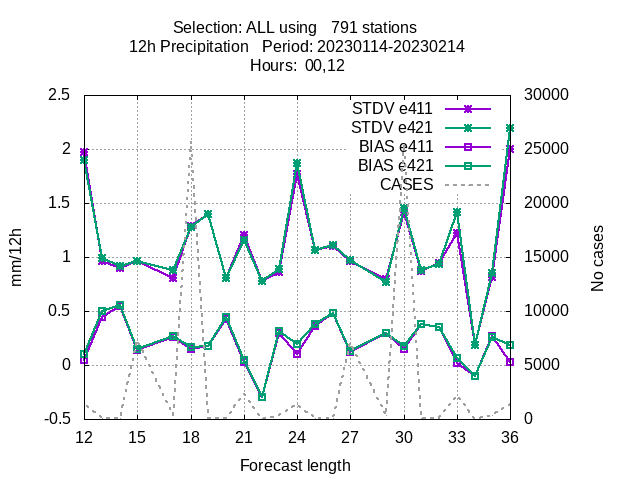 Selection: ALL using   791 stations
12h Precipitation   Period: 20230114-20230214
Hours:  00,12
STDV e411
STDV e421
BIAS e411
BIAS e421
CASES
mm/12h
2.5
2
1.5
1
0.5
0
-0.5
30000
25000
20000
15000
10000
5000
0
No cases
12 15 18 21 24 27 30 33 36
Forecast length